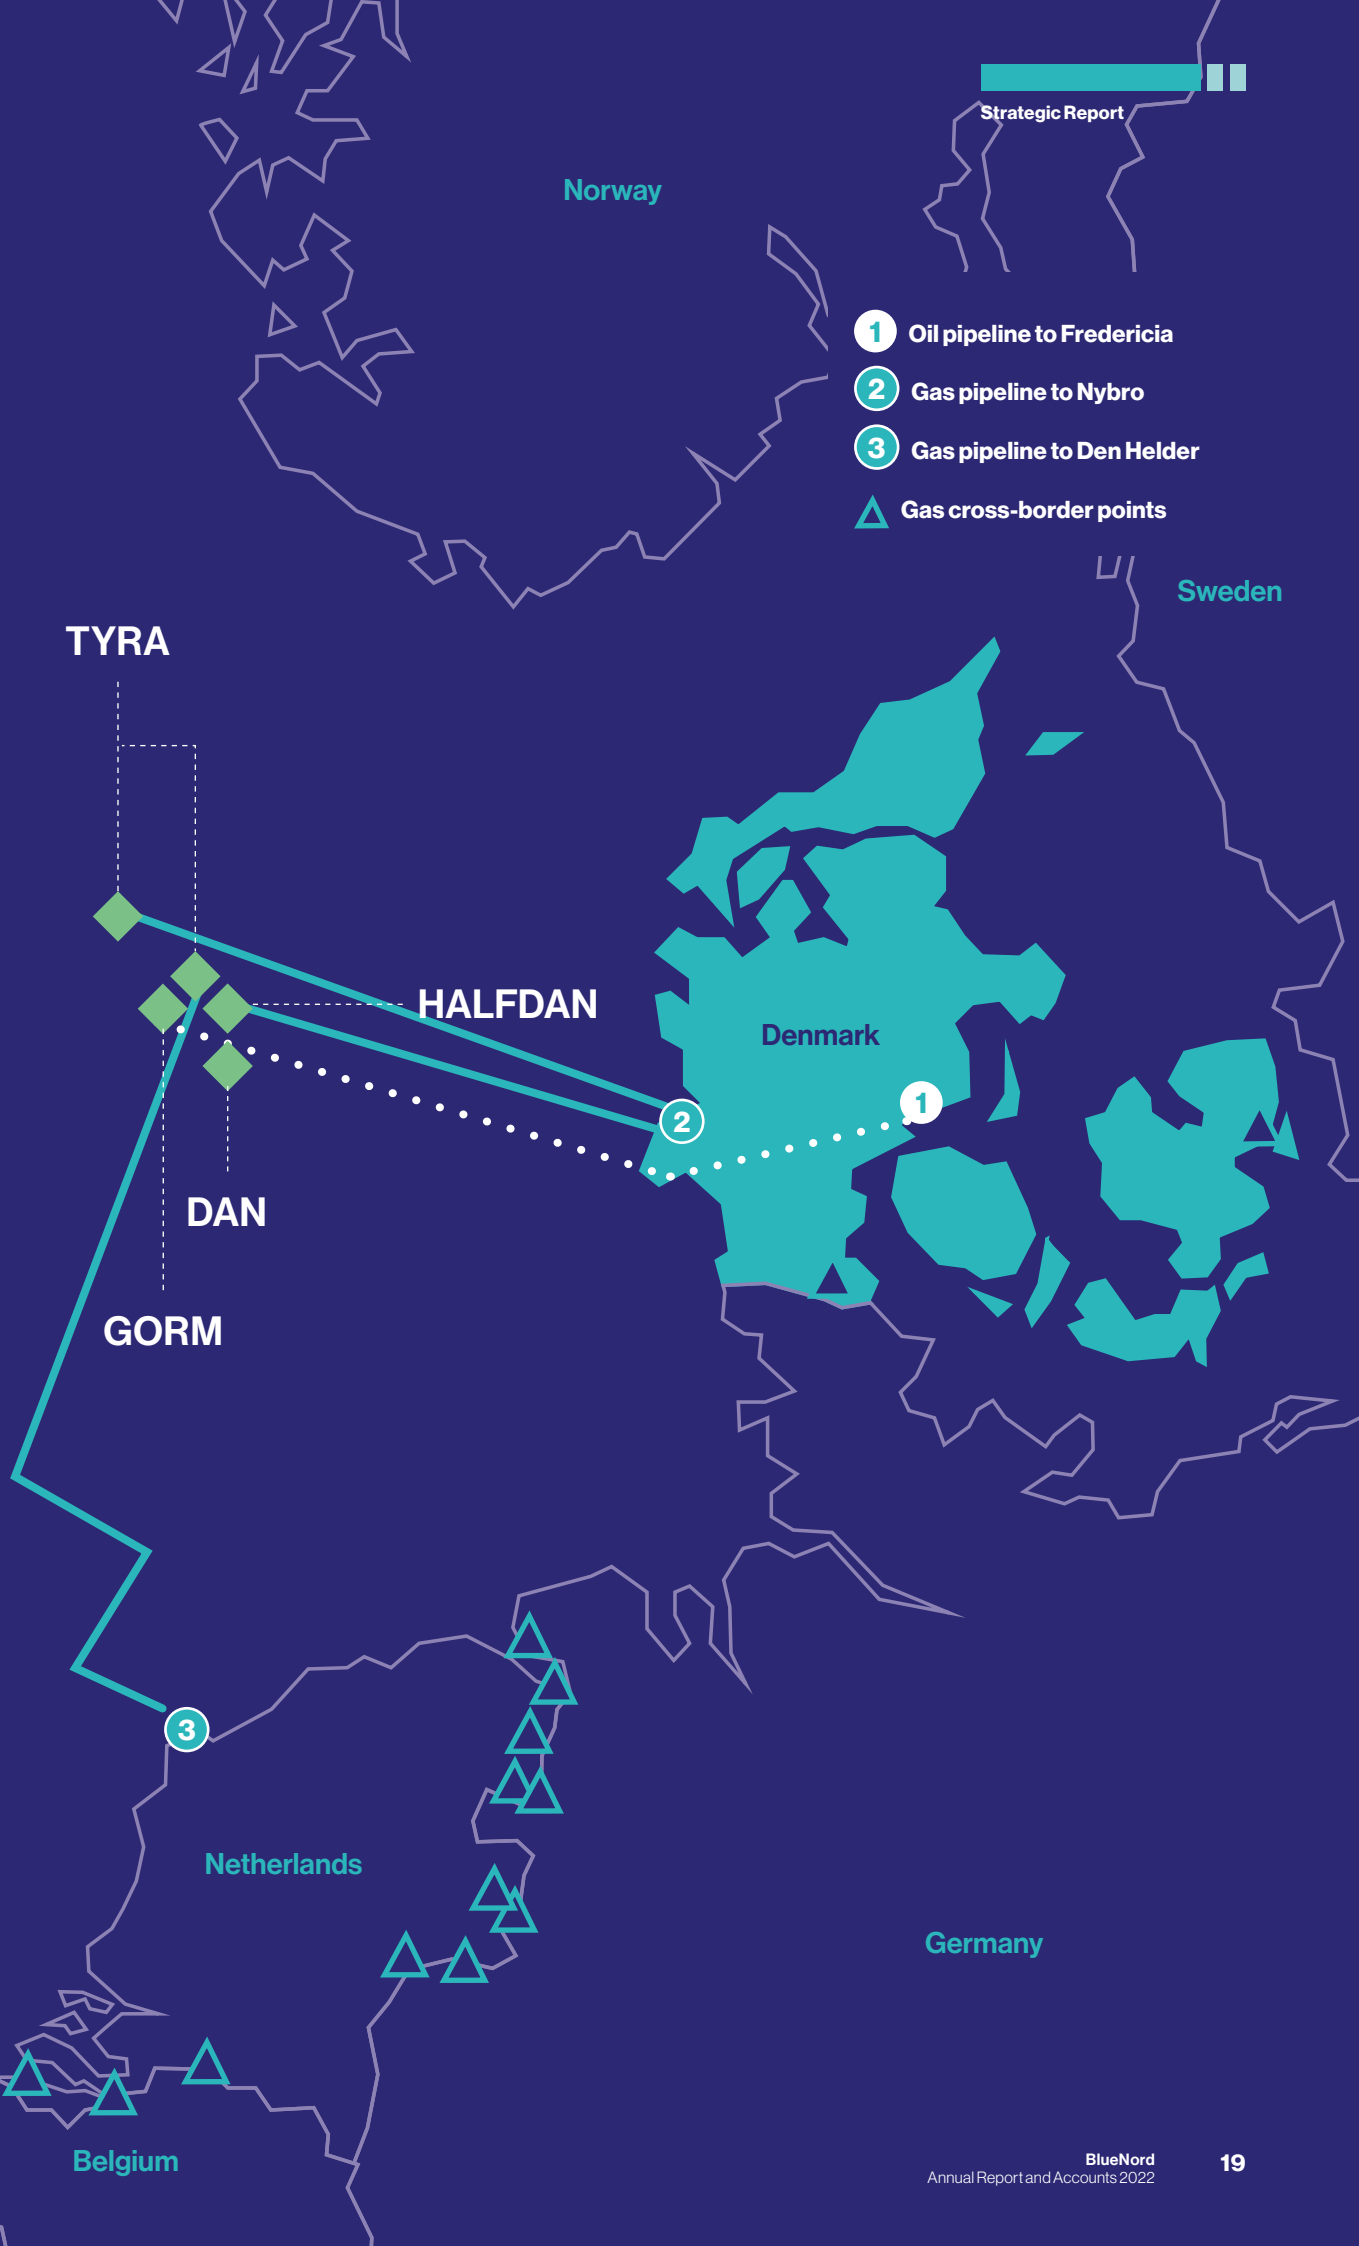 Strategic Report
Norway
1 Oil pipeline to Fredericia
2 Gas pipeline to Nybro
3 Gas pipeline to Den Helder
Gas cross-border points
Sweden
TYRA
HALFDAN
Denmark
1
2
DAN
GORM
3
Netherlands
Germany
Belgium
BlueNord 19
Annual Report and Accounts 2022